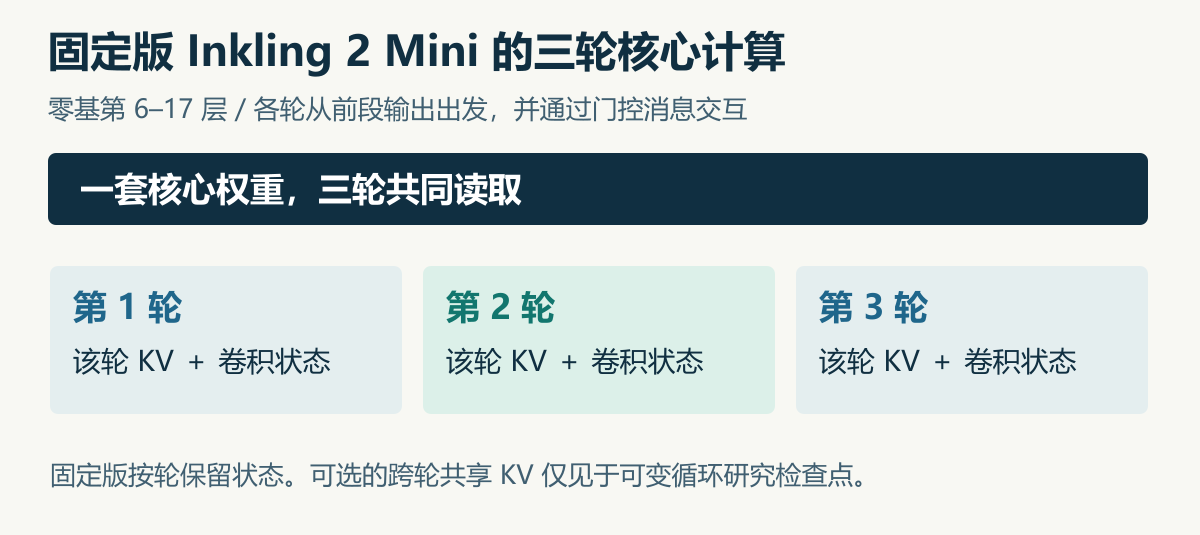 固定版 Inkling 2 Mini 的三轮核心计算
零基第 6–17 层 / 各轮从前段输出出发，并通过门控消息交互
一套核心权重，三轮共同读取
第 1 轮
该轮 KV + 卷积状态
第 2 轮
该轮 KV + 卷积状态
第 3 轮
该轮 KV + 卷积状态
固定版按轮保留状态。可选的跨轮共享 KV 仅见于可变循环研究检查点。